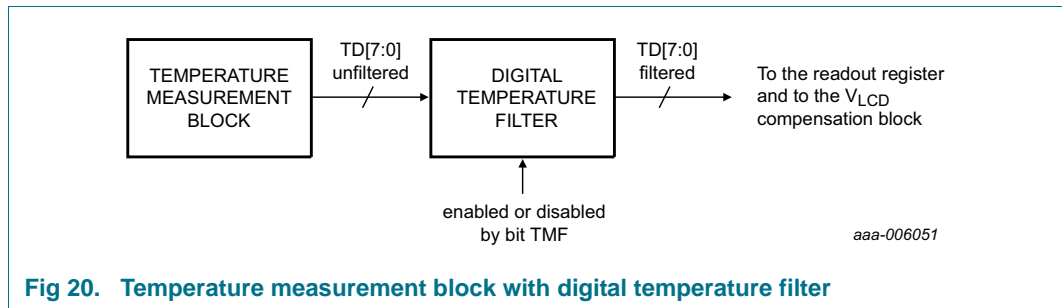 TEMPERATURE
MEASUREMENT
BLOCK
TD[7:0]
unfiltered
DIGITAL
TEMPERATURE
FILTER
TD[7:0]
filtered
To the readout register
and to the VLCD
compensation block
enabled or disabled
by bit TMF
aaa-006051
Fig 20. Temperature measurement block with digital temperature filter